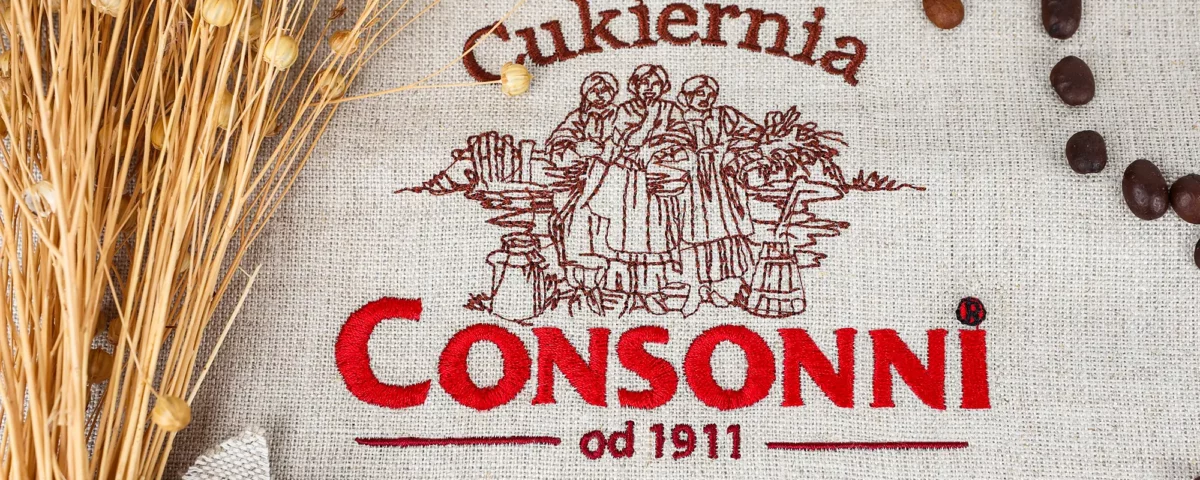 Cukiernia
CONSONNi
od 1911